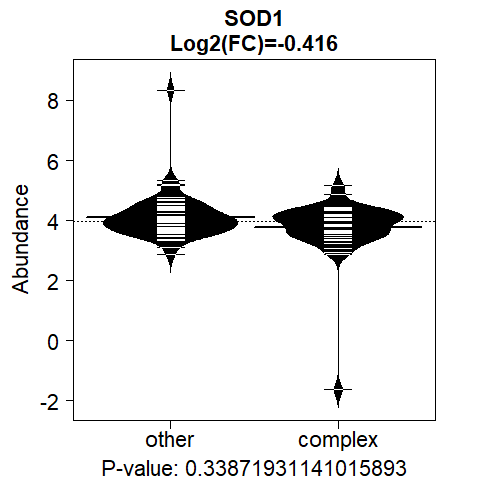 SOD1
Log2(FC)=-0.416
Abundance
8
6
4
2
0
-2
other complex
P-value: 0.33871931141015893